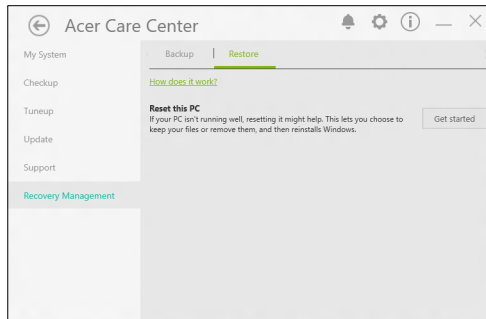 Acer Care Center
My System
Checkup
Tuneup
Update
Support
Recovery Management
Backup
Restore
How does it work?
Reset this PC
If your PC isn't running well, resetting it might help. This lets you choose to
keep your files or remove them, and then reinstalls Windows.
Get started